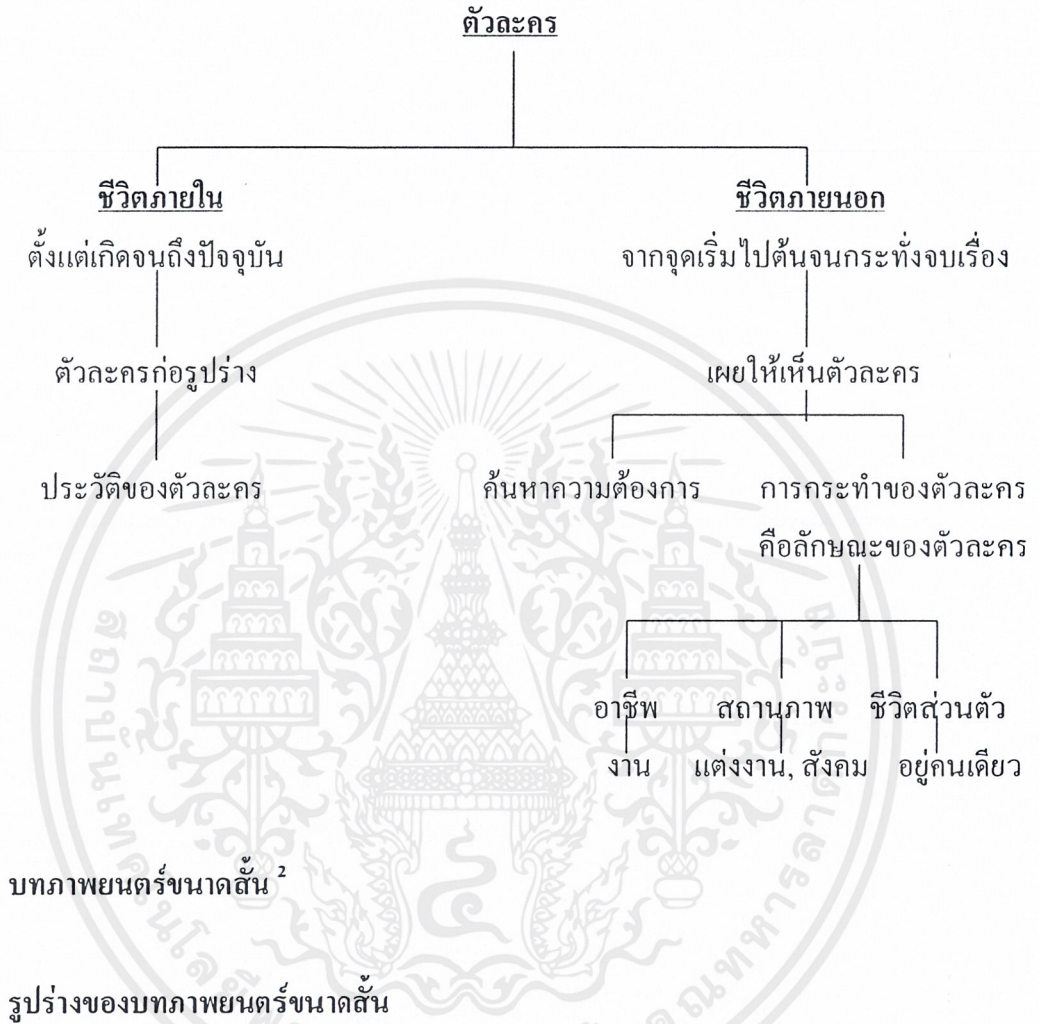 ตัวละคร
ชีวิตภายใน ชีวิตภายนอก
ตั้งแต่เกิดจนถึงปัจจุบัน จากจุดเริ่มไปต้นจนกระทั่งจบเรื่อง
ตัวละครก่อรูปร่าง เผยให้เห็นตัวละคร
ประวัติของตัวละคร ค้นหาความต้องการ การกระทำของตัวละคร
คือลักษณะของตัวละคร
อาชีพ สถานภาพ ชีวิตส่วนตัว
งาน แต่งงาน, สังคม อยู่คนเดียว
บทภาพยนตร์ขนาดสั้น 2
รูปร่างของบทภาพยนตร์ขนาดสั้น